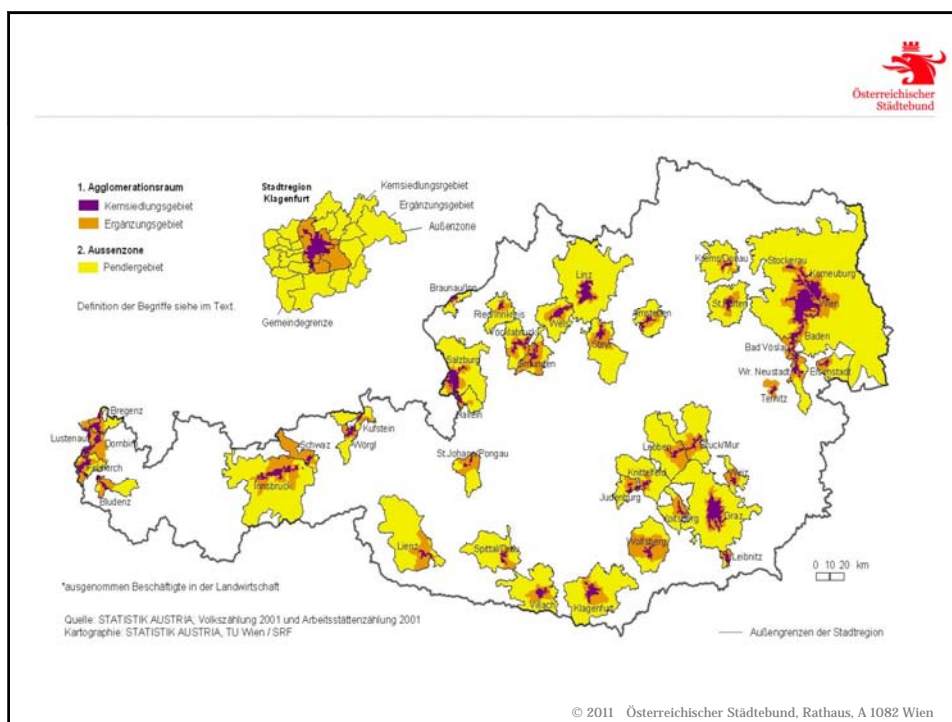 Österreichischer
Städtebund
1. Agglomerationsraum
Kernsiedlungsgebiet
Ergänzungsgebiet
2. Aussenzone
Pendlergebiet
Definition der Begriffe siehe im Text.
Stadtregion
Klagenfurt
Kernsiedlungsgebiet
Ergänzungsgebiet
Außenzone
Gemeindegrenze
Krems/Donau
Stockerau
Korneuburg
Wien
Linz
Braunau/Inn
Ried/Innkreis
Wels
Vöcklabruck
Gmunden
Steyr
Amstetten
St.Pölten
Baden
Bad Vöslau
Wr. Neustadt
Eisenstadt
Ternitz
Salzburg
Hallein
Bregenz
Lustenau
Dornbirn
Feldkirch
Bludenz
Schwaz
Kufstein
Wörgl
Innsbruck
St.Johann/Pongau
Leoben
Bruck/Mur
Knittelfeld
Judenburg
Weiz
Voitsberg
Graz
Wolfsberg
Leibnitz
Lienz
Spittal/Drau
Villach
Klagenfurt
0 10 20 km
*ausgenommen Beschäftigte in der Landwirtschaft
Quelle: STATISTIK AUSTRIA; Volkszählung 2001 und Arbeitsstättenzählung 2001
Kartographie: STATISTIK AUSTRIA, TU Wien / SRF
Außengrenzen der Stadtregion
© 2011 Österreichischer Städtebund, Rathaus, A 1082 Wien